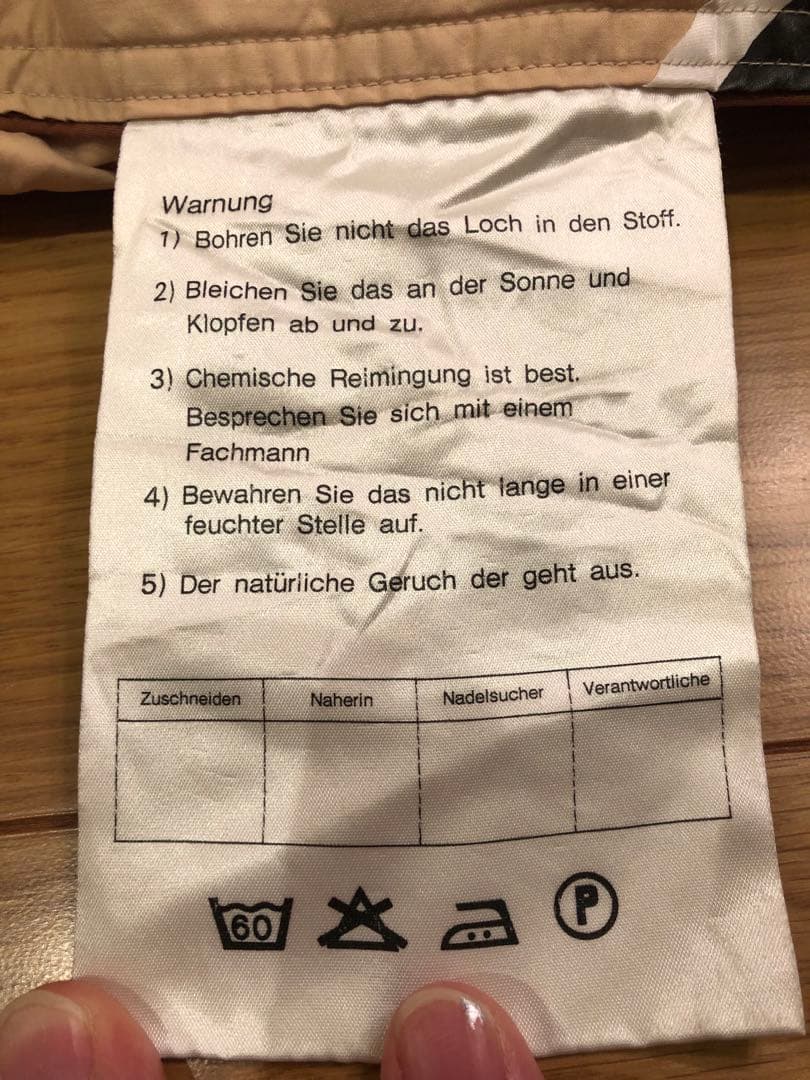 Warnung
1) Bohren Sie nicht das Loch in den Stoff.
2) Bleichen Sie das an der Sonne und
Klopfen ab und zu.
3) Chemische Reimingung ist best.
Besprechen Sie sich mit einem
Fachmann
4) Bewahren Sie das nicht lange in einer
feuchter Stelle auf.
5) Der natürliche Geruch der geht aus.
Zuschneiden Naherin Nadelsucher Verantwortliche
60 P